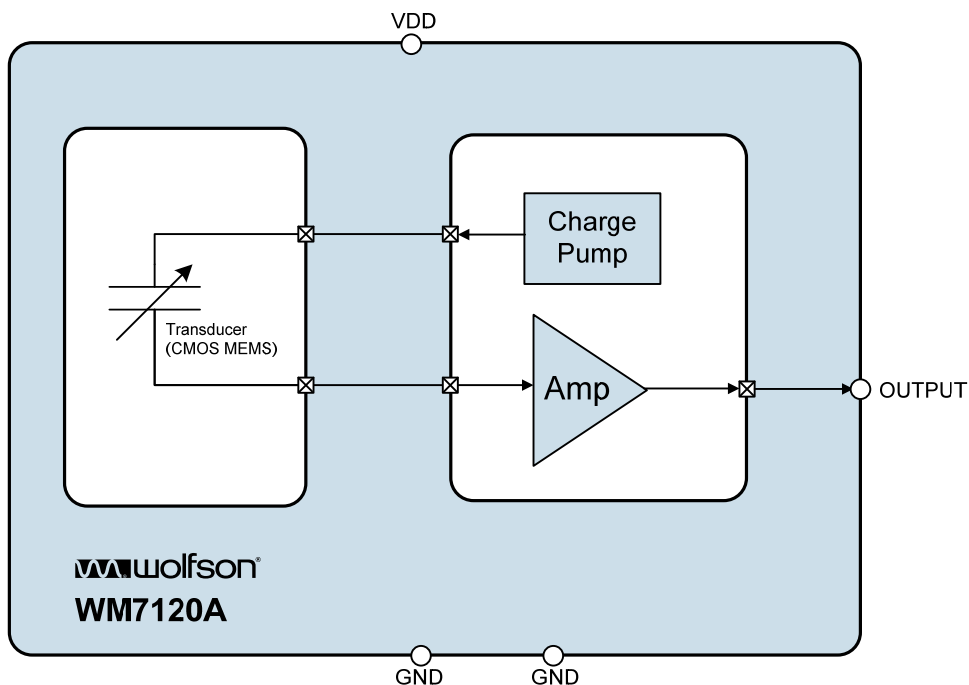 VDD
Charge
Pump
Transducer
(CMOS MEMS)
Amp
OUTPUT
wolfson®
WM7120A
GND
GND